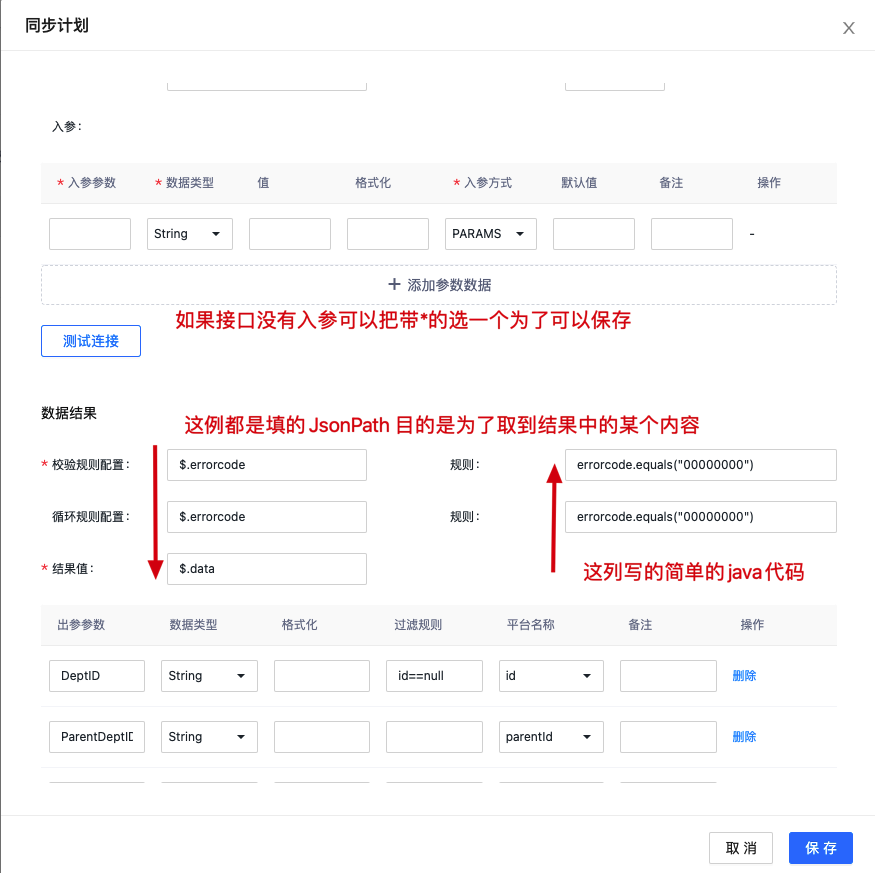 同步计划
入参：
* 入参参数 * 数据类型 值 格式化 * 入参方式 默认值 备注 操作
String PARAMS -
添加参数数据
如果接口没有入参可以把带*的选一个为了可以保存
测试连接
数据结果
这例都是填的 JsonPath 目的是为了取到结果中的某个内容
* 校验规则配置： $.errorcode 规则： errorcode.equals("00000000")
循环规则配置： $.errorcode 规则： errorcode.equals("00000000")
* 结果值： $.data
这列写的简单的java代码
出参参数 数据类型 格式化 过滤规则 平台名称 备注 操作
DeptID String id==null id 删除
ParentDeptID String parentId 删除
取 消 保 存